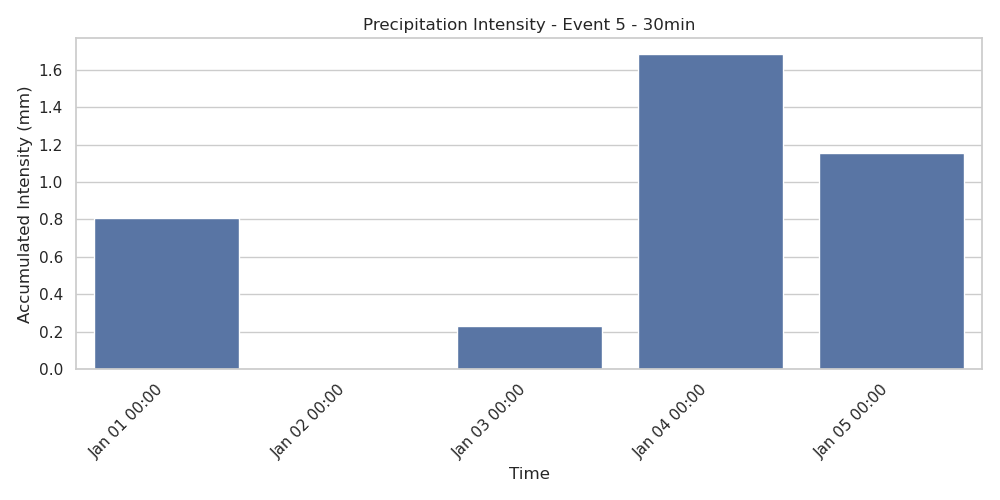 Precipitation Intensity - Event 5 - 30min
Accumulated Intensity (mm)
1.6
1.4
1.2
1.0
0.8
0.6
0.4
0.2
0.0
Jan 01 00:00
Jan 02 00:00
Jan 03 00:00
Jan 04 00:00
Jan 05 00:00
Time